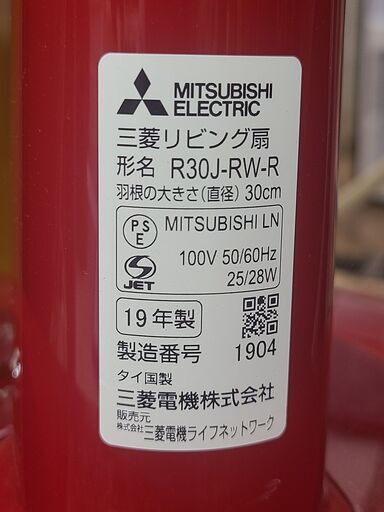 MITSUBISHI
ELECTRIC
三菱リビング扇
形名 R30J-RW-R
羽根の大きさ(直径) 30cm
PSE
MITSUBISHI LN
100V 50/60Hz
25/28W
S
JET
19年製
製造番号 1904
タイ国製
三菱電機株式会社
販売元
株式会社 三菱電機ライフネットワーク